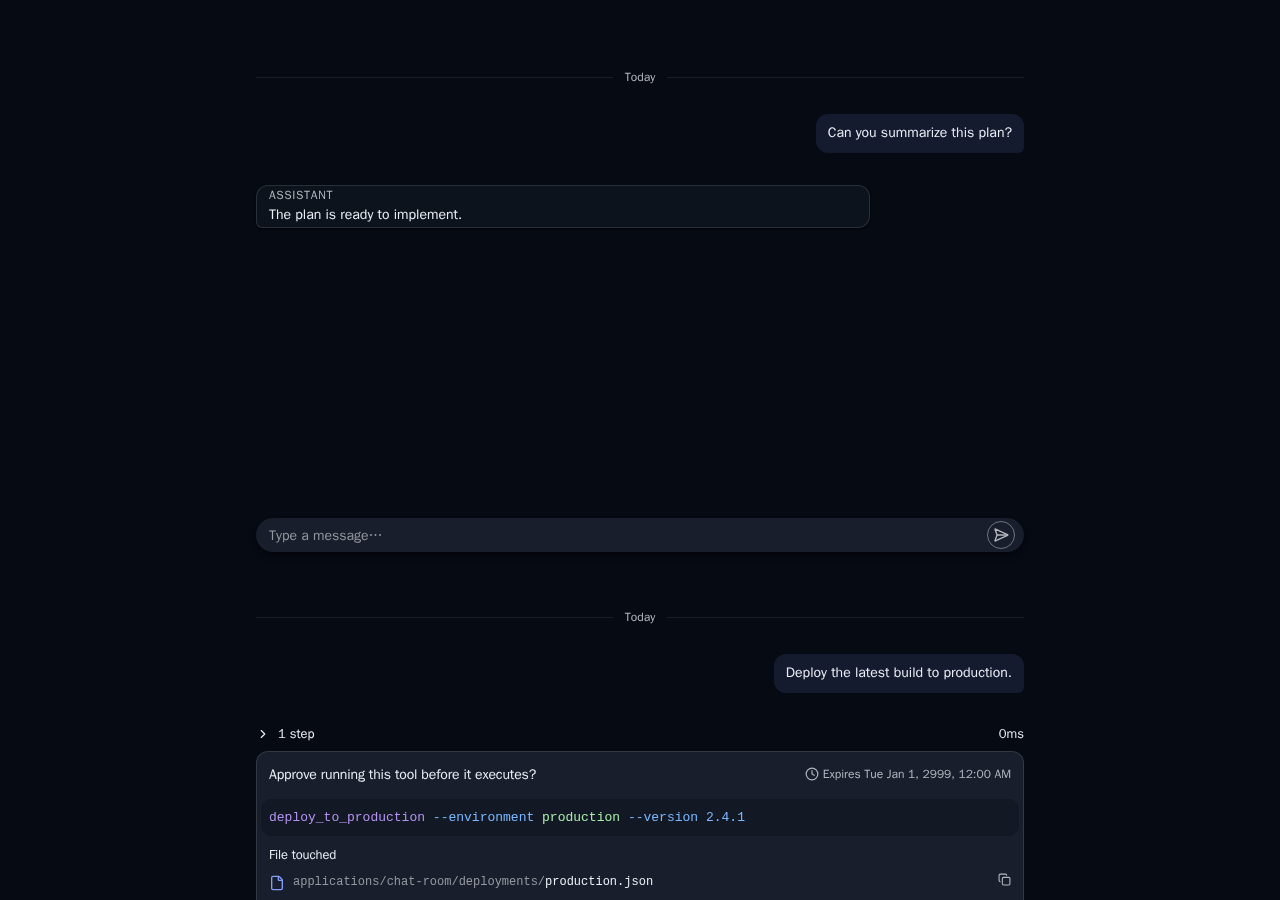 Today
Can you summarize this plan?
ASSISTANT
The plan is ready to implement.
Type a message…
Today
Deploy the latest build to production.
1 step 0ms
Approve running this tool before it executes? Expires Tue Jan 1, 2999, 12:00 AM
deploy_to_production --environment production --version 2.4.1
File touched
applications/chat-room/deployments/production.json